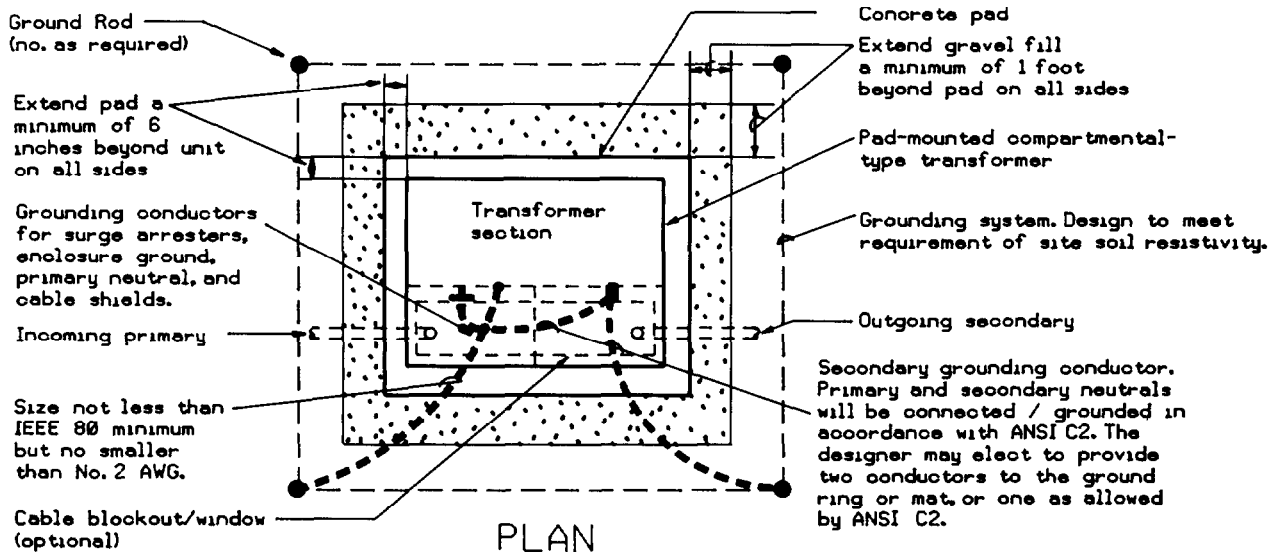 Ground Rod
(no. as required)
Extend pad a
minimum of 6
inches beyond unit
on all sides
Grounding conductors
for surge arresters,
enclosure ground,
primary neutral, and
cable shields.
Incoming primary
Size not less than
IEEE 80 minimum
but no smaller
than No. 2 AWG.
Cable blockout/window
(optional)
Transformer
section
PLAN
Concrete pad
Extend gravel fill
a minimum of 1 foot
beyond pad on all sides
Pad-mounted compartmental-
type transformer
Grounding system. Design to meet
requirement of site soil resistivity.
Outgoing secondary
Secondary grounding conductor.
Primary and secondary neutrals
will be connected / grounded in
accordance with ANSI C2. The
designer may elect to provide
two conductors to the ground
ring or mat, or one as allowed
by ANSI C2.